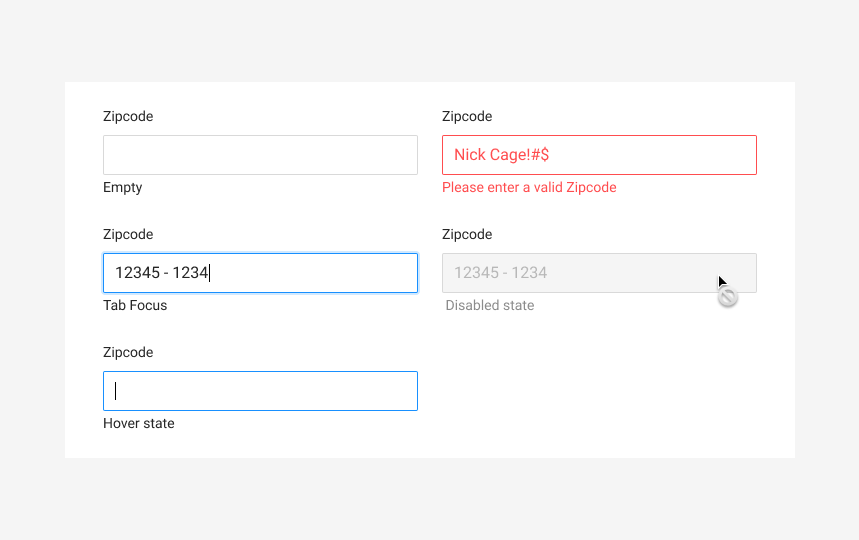 Zipcode
Empty
Zipcode
Nick Cage!#$
Please enter a valid Zipcode
Zipcode
12345 - 1234
Tab Focus
Zipcode
12345 - 1234
Disabled state
Zipcode
Hover state